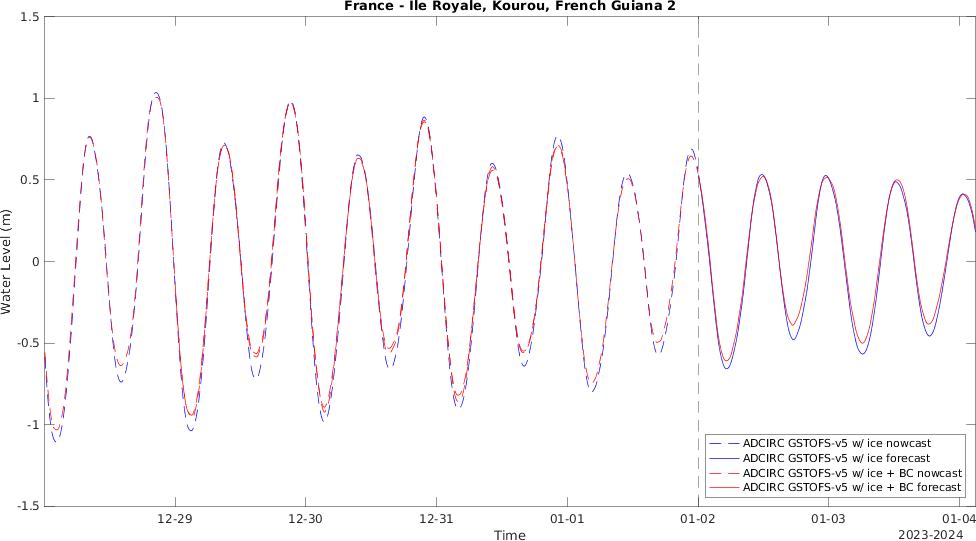 France - Ile Royale, Kourou, French Guiana 2
Water Level (m)
1.5
1
0.5
0
-0.5
-1
-1.5
12-29
12-30
12-31
01-01
01-02
01-03
01-04
Time
2023-2024
ADCIRC GSTOFS-v5 w/ ice nowcast
ADCIRC GSTOFS-v5 w/ ice forecast
ADCIRC GSTOFS-v5 w/ ice + BC nowcast
ADCIRC GSTOFS-v5 w/ ice + BC forecast